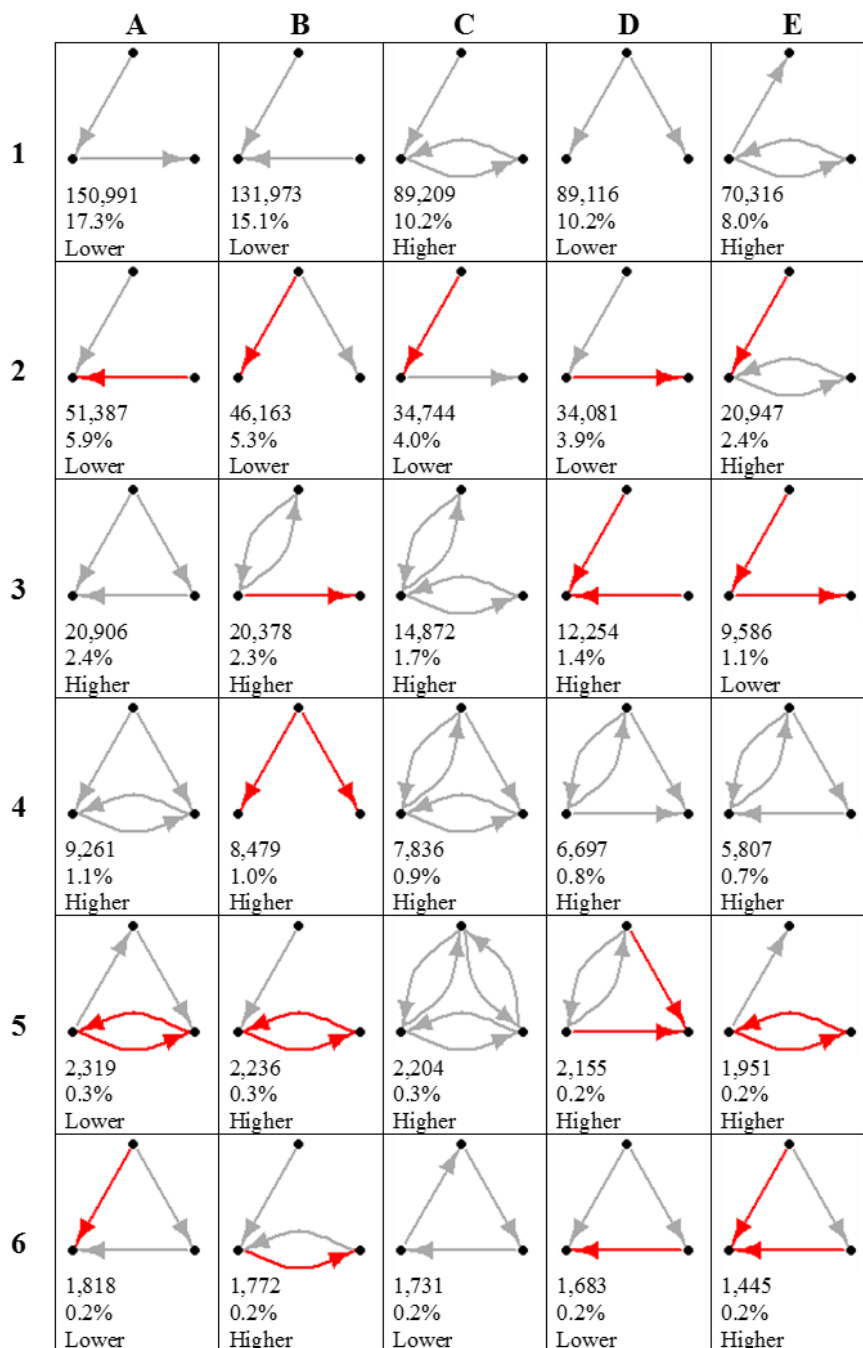 A B C D E
1
150,991
17.3%
Lower
131,973
15.1%
Lower
89,209
10.2%
Higher
89,116
10.2%
Lower
70,316
8.0%
Higher
2
51,387
5.9%
Lower
46,163
5.3%
Lower
34,744
4.0%
Lower
34,081
3.9%
Lower
20,947
2.4%
Higher
3
20,906
2.4%
Higher
20,378
2.3%
Higher
14,872
1.7%
Higher
12,254
1.4%
Higher
9,586
1.1%
Lower
4
9,261
1.1%
Higher
8,479
1.0%
Higher
7,836
0.9%
Higher
6,697
0.8%
Higher
5,807
0.7%
Higher
5
2,319
0.3%
Lower
2,236
0.3%
Higher
2,204
0.3%
Higher
2,155
0.2%
Higher
1,951
0.2%
Higher
6
1,818
0.2%
Lower
1,772
0.2%
Higher
1,731
0.2%
Lower
1,683
0.2%
Lower
1,445
0.2%
Higher